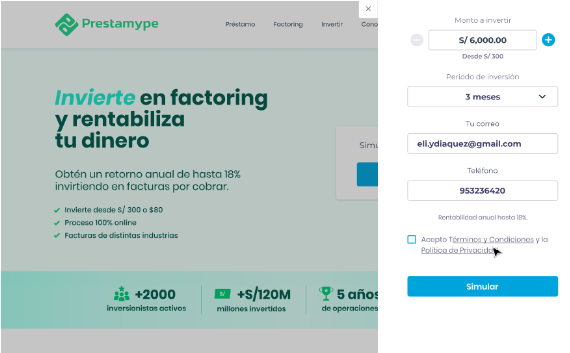 Prestamype
Préstamo
Factoring
Invertir
Cono
×
Invierte en factoring
y rentabiliza
tu dinero
Obtén un retorno anual de hasta 18%
invirtiendo en facturas por cobrar.
Invierte desde S/ 300 o $80
Proceso 100% online
Facturas de distintas industrias
Simu
+2000
inversionistas activos
S/
+S/120M
millones invertidos
5 años
de operaciones
Monto a invertir
S/ 6,000.00
Desde S/ 300
Periodo de inversión
3 meses
Tu correo
eli.ydiaquez@gmail.com
Teléfono
953236420
Rentabilidad anual hasta 18%.
Acepto Términos y Condiciones y la
Política de Privacidad
Simular